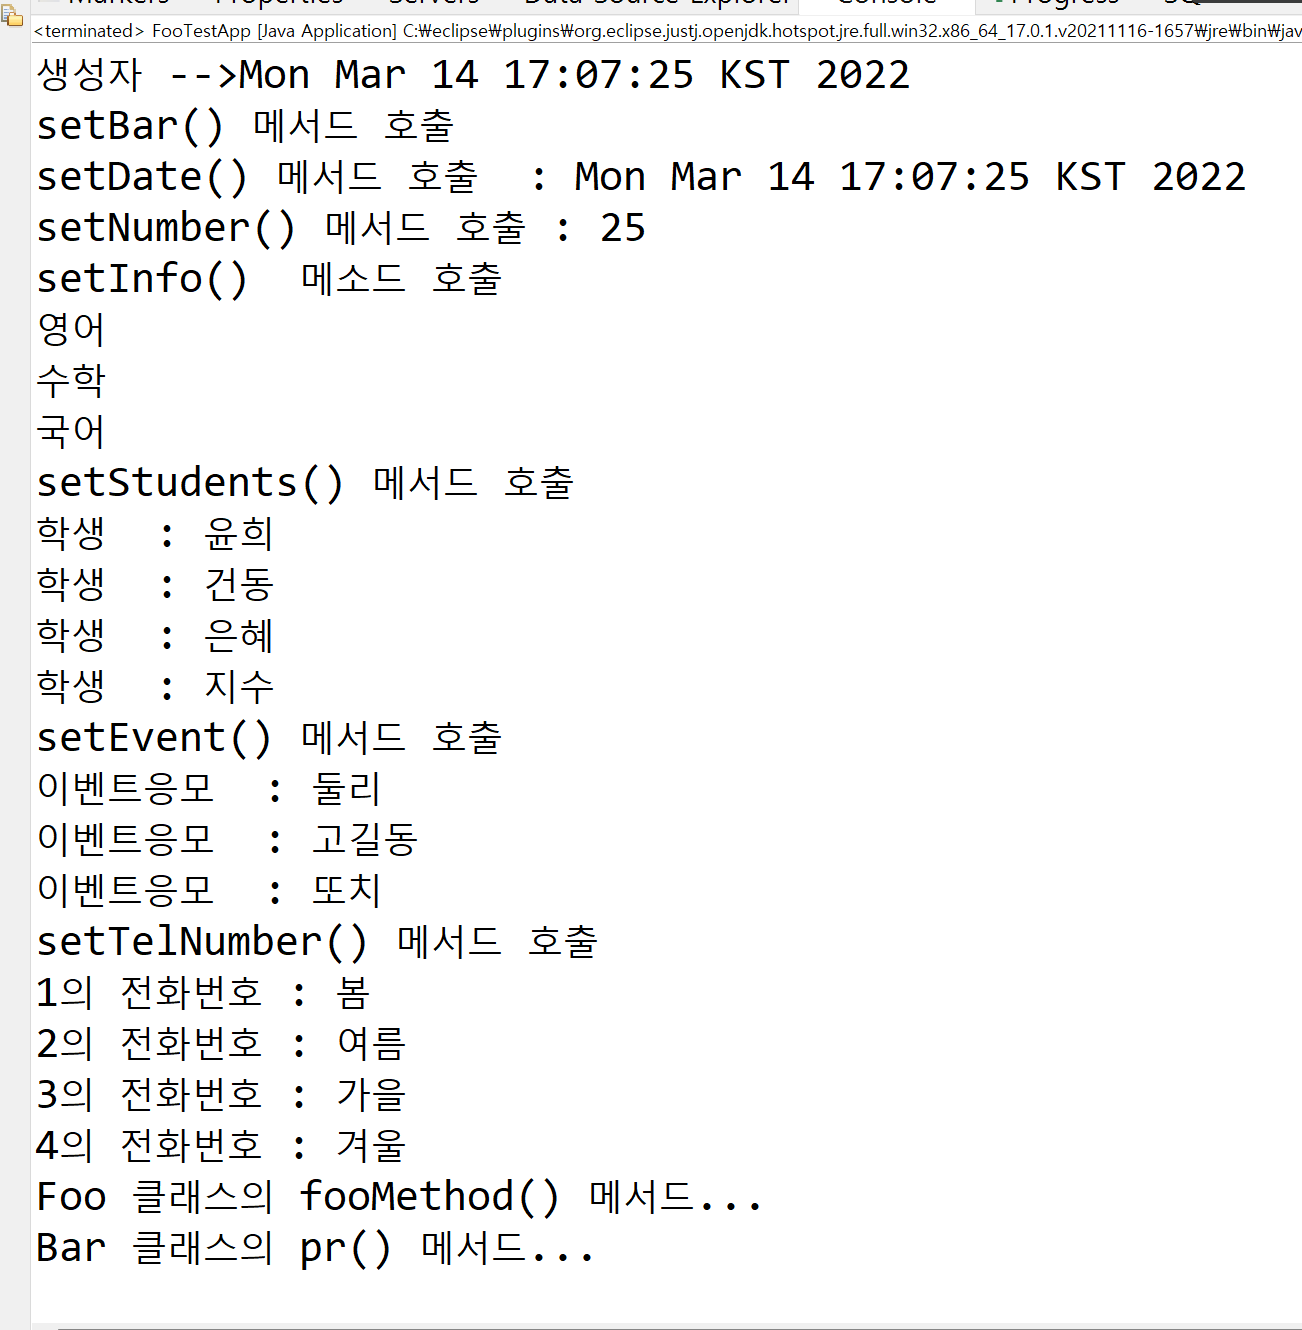 <terminated> FooTestApp [Java Application] C:₩eclipse₩plugins₩org.eclipse.justj.openjdk.hotspot.jre.full.win32.x86_64_17.0.1.v20211116-1657₩jre₩bin₩jav
생성자 -->Mon Mar 14 17:07:25 KST 2022
setBar() 메서드 호출
setDate() 메서드 호출  : Mon Mar 14 17:07:25 KST 2022
setNumber() 메서드 호출 : 25
setInfo()  메소드 호출
영어
수학
국어
setStudents() 메서드 호출
학생  : 윤희
학생  : 건동
학생  : 은혜
학생  : 지수
setEvent() 메서드 호출
이벤트응모  : 둘리
이벤트응모  : 고길동
이벤트응모  : 또치
setTelNumber() 메서드 호출
1의 전화번호 : 봄
2의 전화번호 : 여름
3의 전화번호 : 가을
4의 전화번호 : 겨울
Foo 클래스의 fooMethod() 메서드...
Bar 클래스의 pr() 메서드...